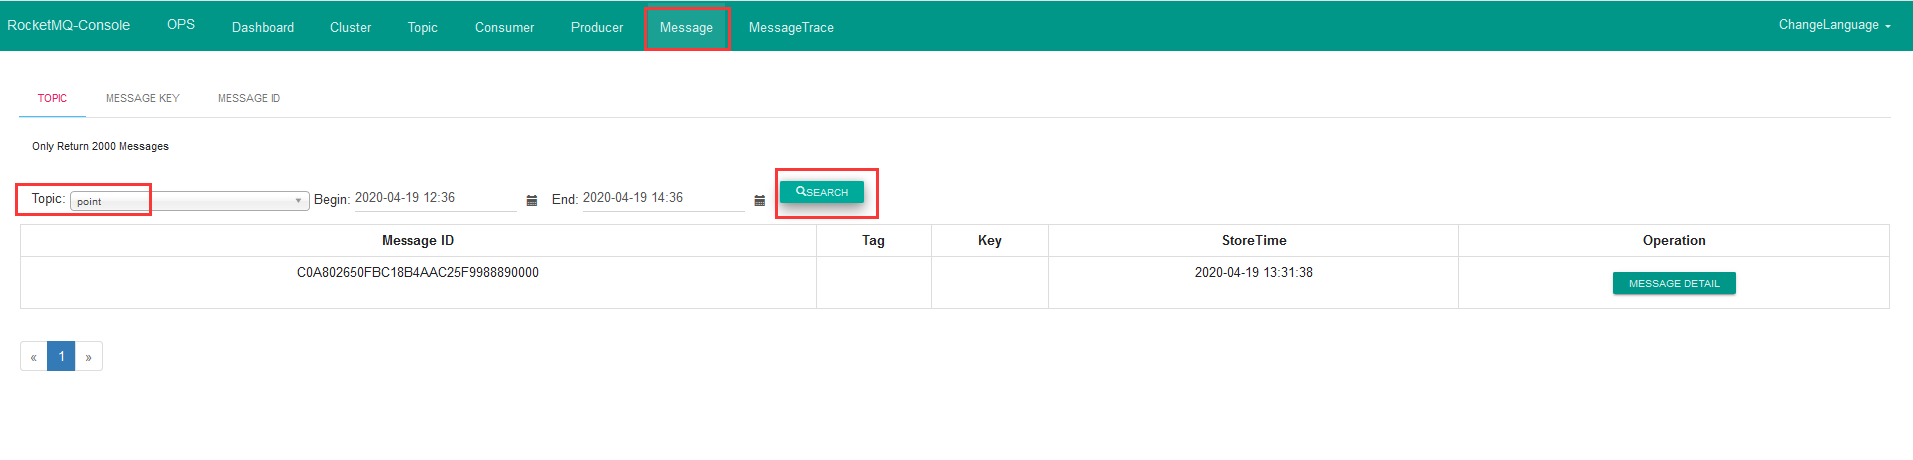 RocketMQ-Console OPS Dashboard Cluster Topic Consumer Producer Message MessageTrace ChangeLanguage
TOPIC MESSAGE KEY MESSAGE ID
Only Return 2000 Messages
Topic: point Begin: 2020-04-19 12:36 End: 2020-04-19 14:36 SEARCH
Message ID Tag Key StoreTime Operation
C0A802650FBC18B4AAC25F9988890000 2020-04-19 13:31:38 MESSAGE DETAIL
« 1 »